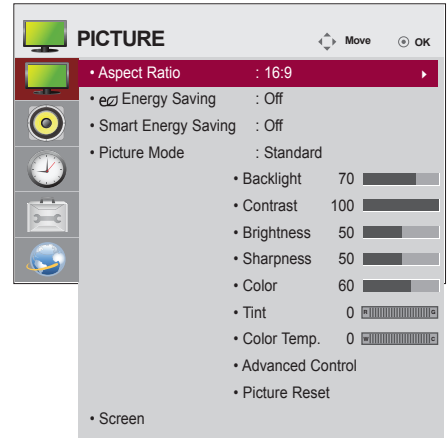 PICTURE Move OK
• Aspect Ratio : 16:9
• Energy Saving : Off
• Smart Energy Saving : Off
• Picture Mode : Standard
• Backlight 70
• Contrast 100
• Brightness 50
• Sharpness 50
• Color 60
• Tint 0 R G
• Color Temp. 0 W C
• Advanced Control
• Picture Reset
• Screen